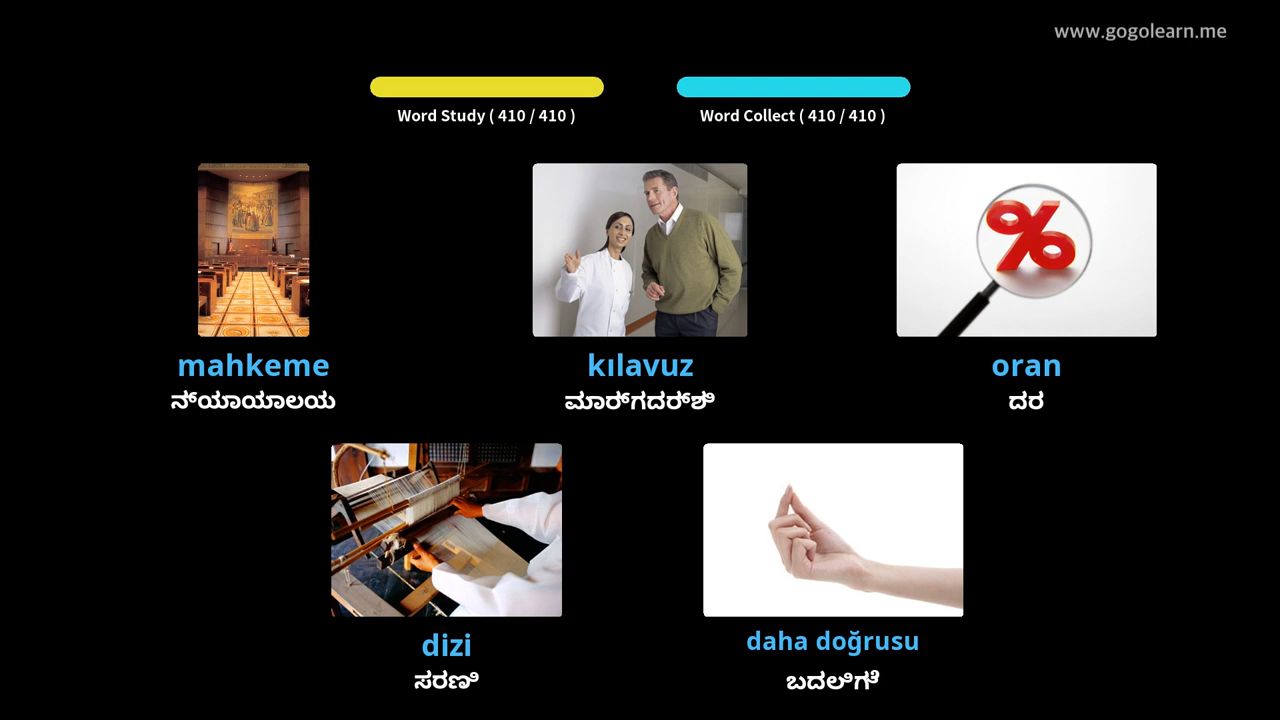 www.gogolearn.me
Word Study ( 410 / 410 )
Word Collect ( 410 / 410 )
mahkeme
ನ್ಯಾಯಾಲಯ
kılavuz
ಮಾರ್ಗದರ್ಶಿ
oran
ದರ
dizi
ಸರಣಿ
daha doğrusu
ಬದಲಿಗೆ